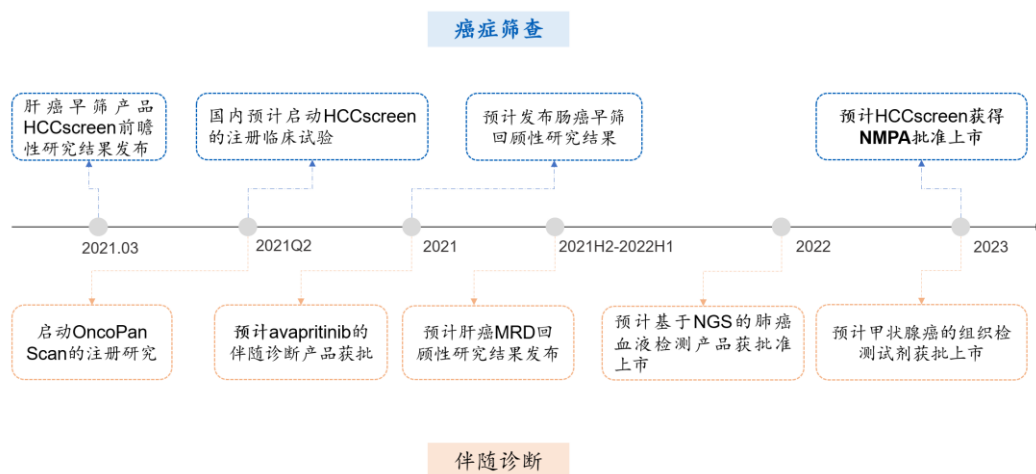 癌症筛查
肝癌早筛产品
HCCscreen前瞻
性研究结果发布
国内预计启动HCCscreen
的注册临床试验
预计发布肠癌早筛
回顾性研究结果
预计HCCscreen获得
NMPA批准上市
2021.03
2021Q2
2021
2021H2-2022H1
2022
2023
启动OncoPan
Scan的注册研究
预计avapritinib的
伴随诊断产品获批
预计肝癌MRD回
顾性研究结果发布
预计基于NGS的肺癌
血液检测产品获批准
上市
预计甲状腺癌的组织检
测试剂获批上市
伴随诊断